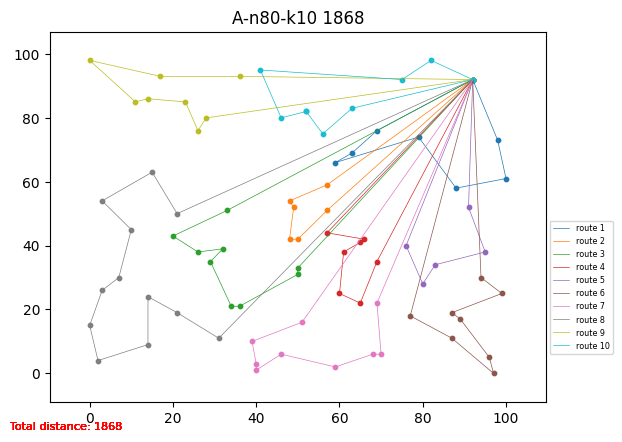 A-n80-k10 1868
100
80
60
40
20
0
0 20 40 60 80 100
route 1
route 2
route 3
route 4
route 5
route 6
route 7
route 8
route 9
route 10
Total distance: 1868